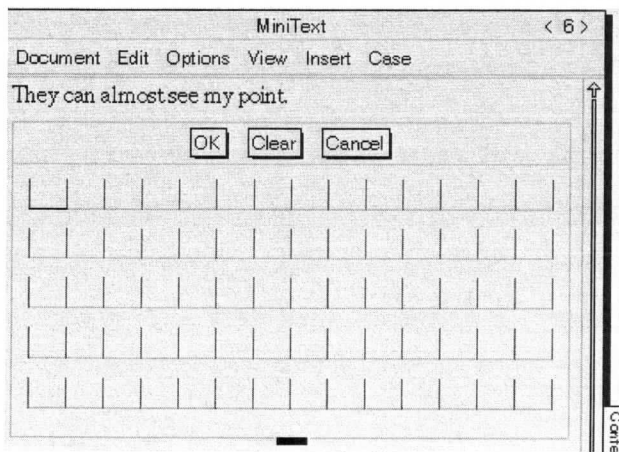 MiniText < 6 >
Document Edit Options View Insert Case
They can almost see my point.
OK Clear Cancel